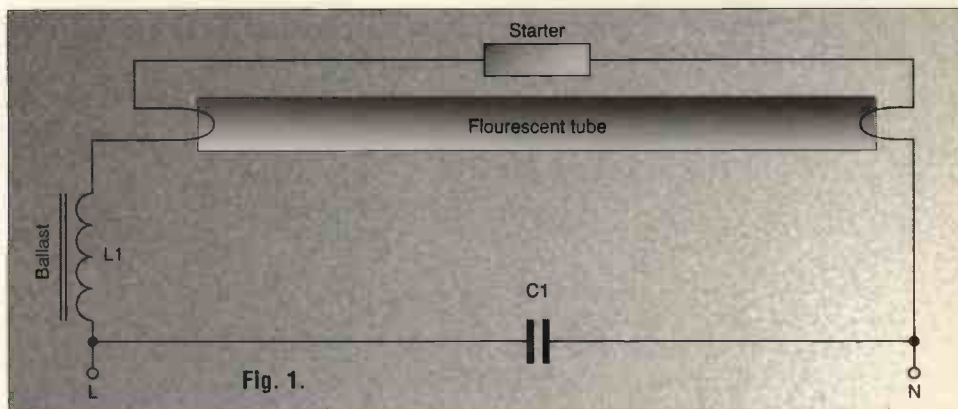 Starter
Flourescent tube
Ballast
L1
C1
L
N
Fig. 1.